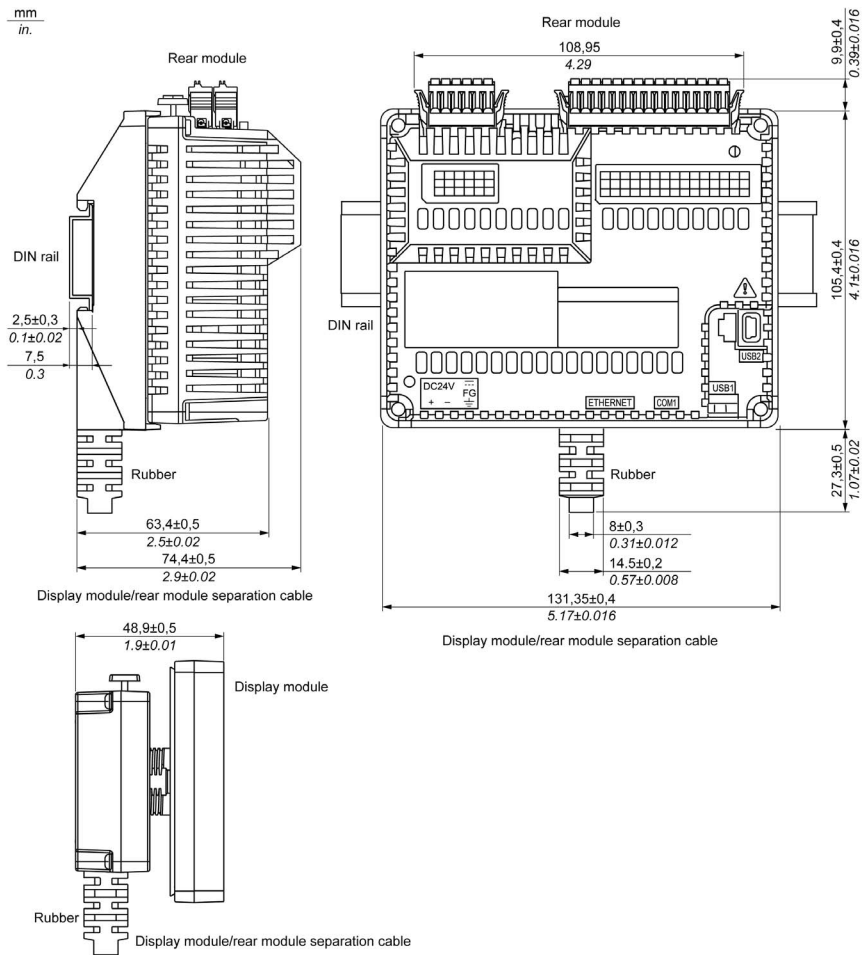 mm
in.
Rear module
DIN rail
2,5±0,3
0.1±0.02
7,5
0.3
Rubber
63,4±0,5
2.5±0.02
74,4±0,5
2.9±0.02
Display module/rear module separation cable
Rear module
108,95
4.29
9,9±0,4
0.39±0.016
105,4±0,4
4.1±0.016
DIN rail
USB2
USB1
DC24V
FG
+ −
ETHERNET
COM1
Rubber
27,3±0,5
1.07±0.02
8±0,3
0.31±0.012
14.5±0,2
0.57±0.008
131,35±0,4
5.17±0.016
Display module/rear module separation cable
48,9±0,5
1.9±0.01
Display module
Rubber
Display module/rear module separation cable